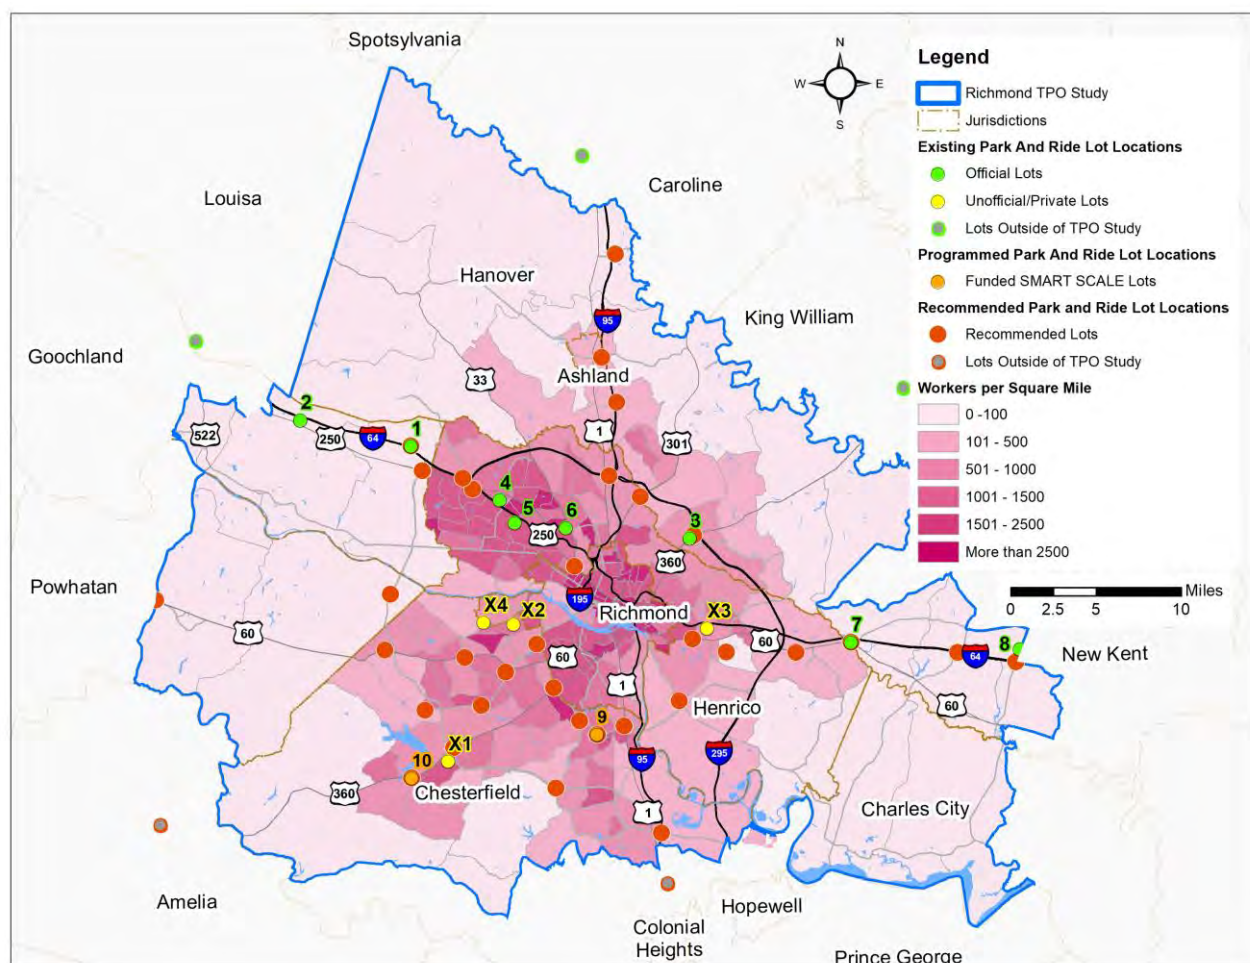 Spotsylvania
N
W E
S
Legend
Richmond TPO Study
Jurisdictions
Existing Park And Ride Lot Locations
Official Lots
Unofficial/Private Lots
Lots Outside of TPO Study
Programmed Park And Ride Lot Locations
Funded SMART SCALE Lots
Recommended Park and Ride Lot Locations
Recommended Lots
Lots Outside of TPO Study
Workers per Square Mile
0 -100
101 - 500
501 - 1000
1001 - 1500
1501 - 2500
More than 2500
Miles
0 2.5 5 10
Caroline
Louisa
Hanover
King William
95
Goochland
Ashland
33
2
1
522
250
64
1
301
4
5
6
250
3
360
Powhatan
195
Richmond
X4
X2
X3
60
60
60
7
64
8
New Kent
60
1
Henrico
9
X1
10
95
295
360
Chesterfield
1
Charles City
Amelia
Hopewell
Colonial
Heights
Prince George